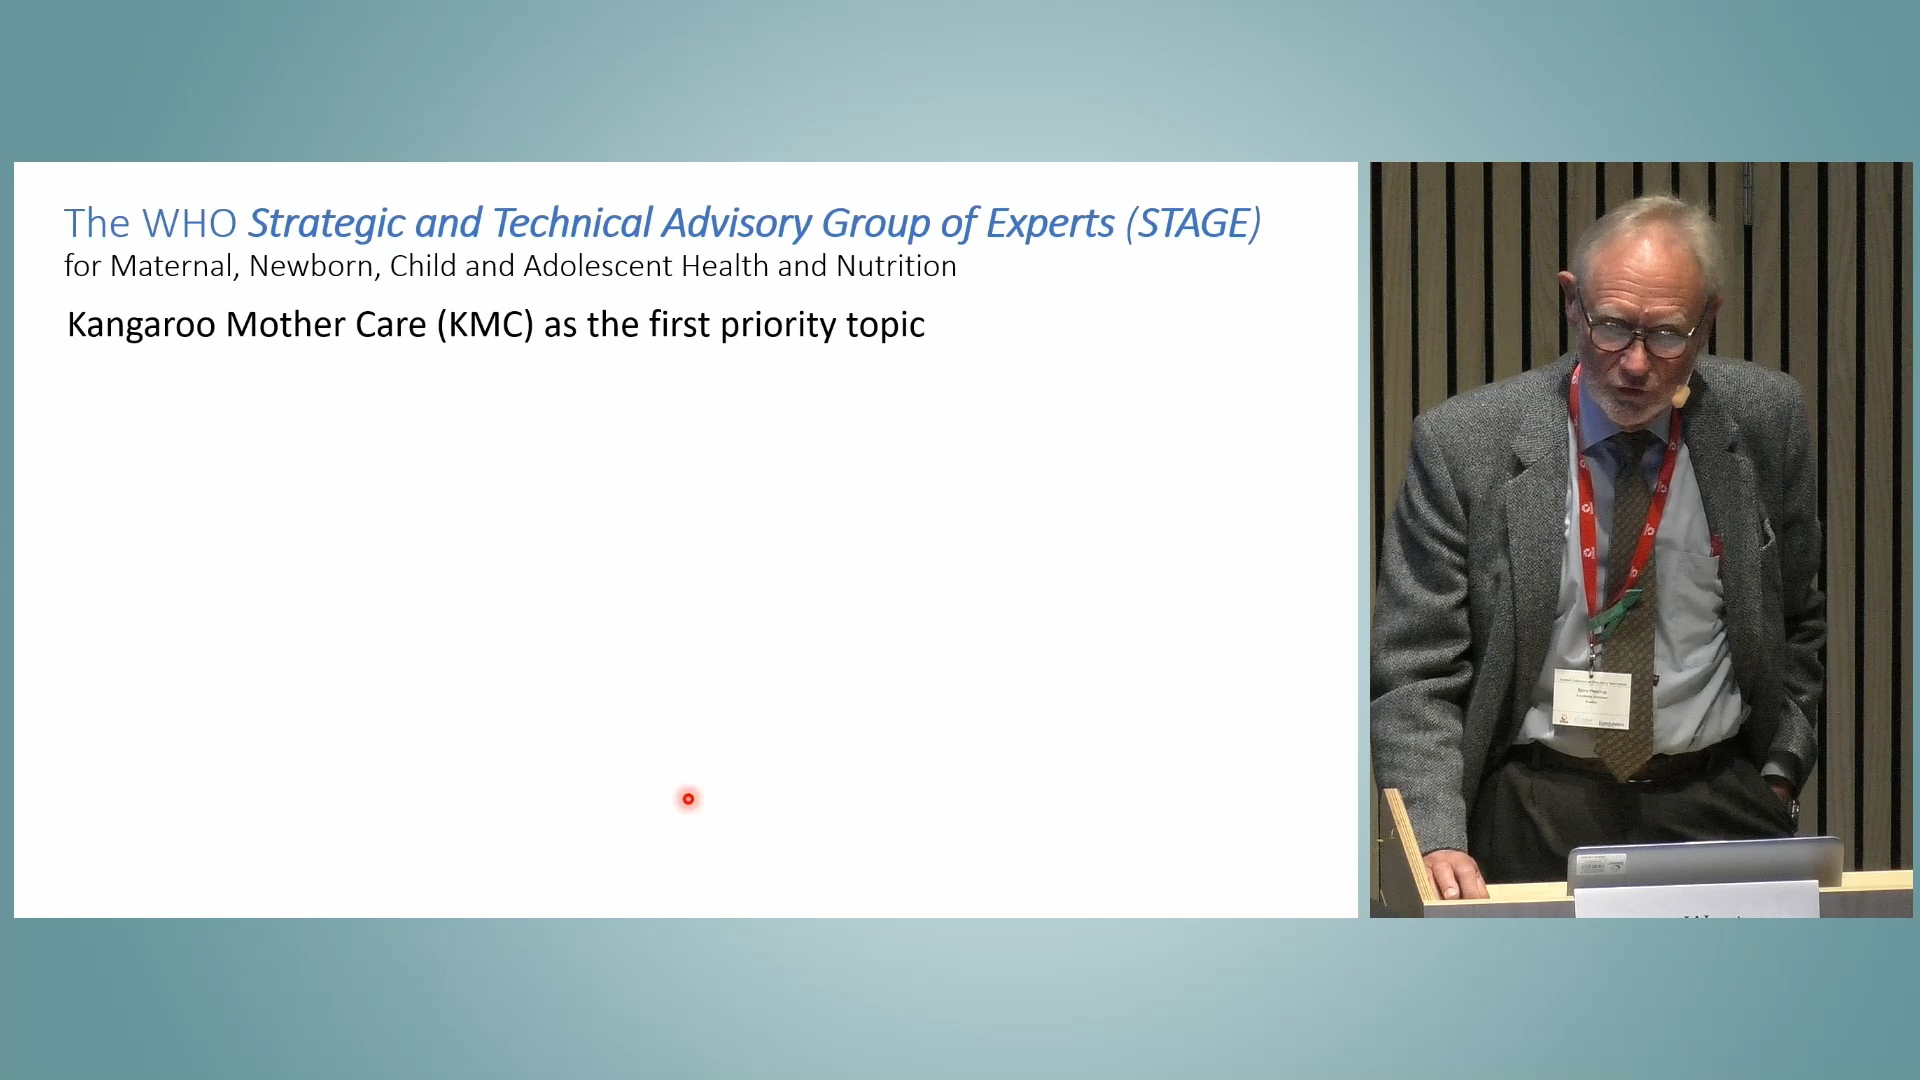 The WHO Strategic and Technical Advisory Group of Experts (STAGE)
for Maternal, Newborn, Child and Adolescent Health and Nutrition
Kangaroo Mother Care (KMC) as the first priority topic